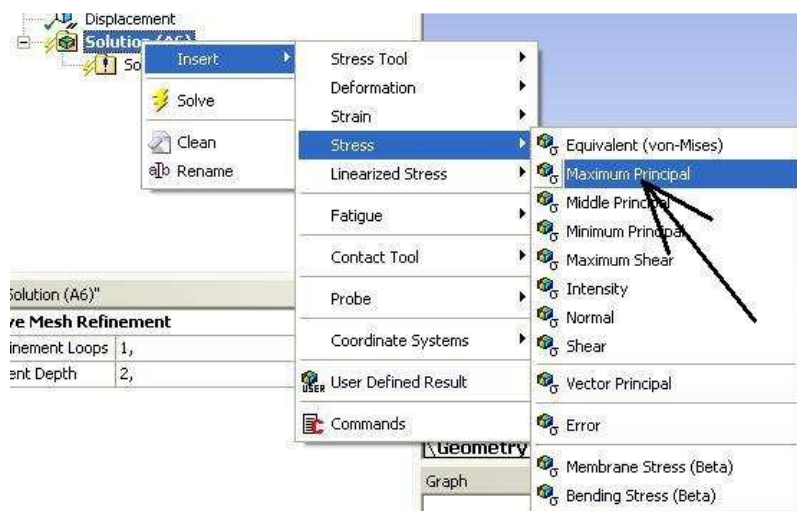 Displacement
Solution (A6)
So
Insert
Solve
Clean
Rename
Stress Tool
Deformation
Strain
Stress
Linearized Stress
Fatigue
Contact Tool
Probe
Coordinate Systems
USER User Defined Result
Commands
Equivalent (von-Mises)
Maximum Principal
Middle Principal
Minimum Principal
Maximum Shear
Intensity
Normal
Shear
Vector Principal
Error
Membrane Stress (Beta)
Bending Stress (Beta)
olution (A6)"
ve Mesh Refinement
inement Loops 1,
ent Depth 2,
\Geometry
Graph